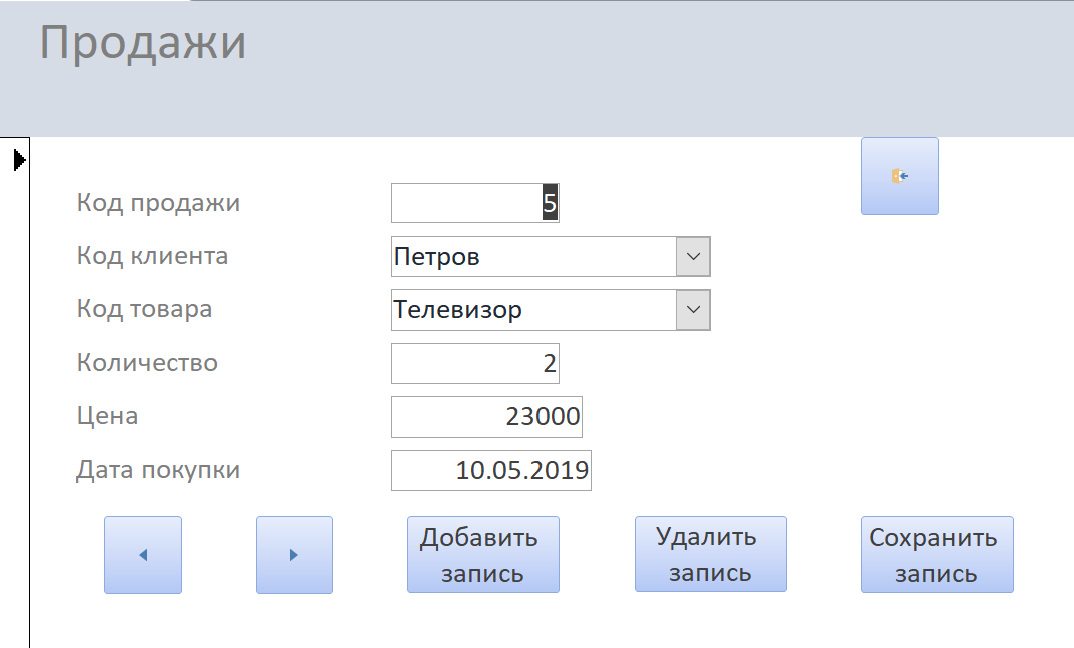 Продажи
Код продажи 5
Код клиента Петров
Код товара Телевизор
Количество 2
Цена 23000
Дата покупки 10.05.2019
Добавить запись
Удалить запись
Сохранить запись